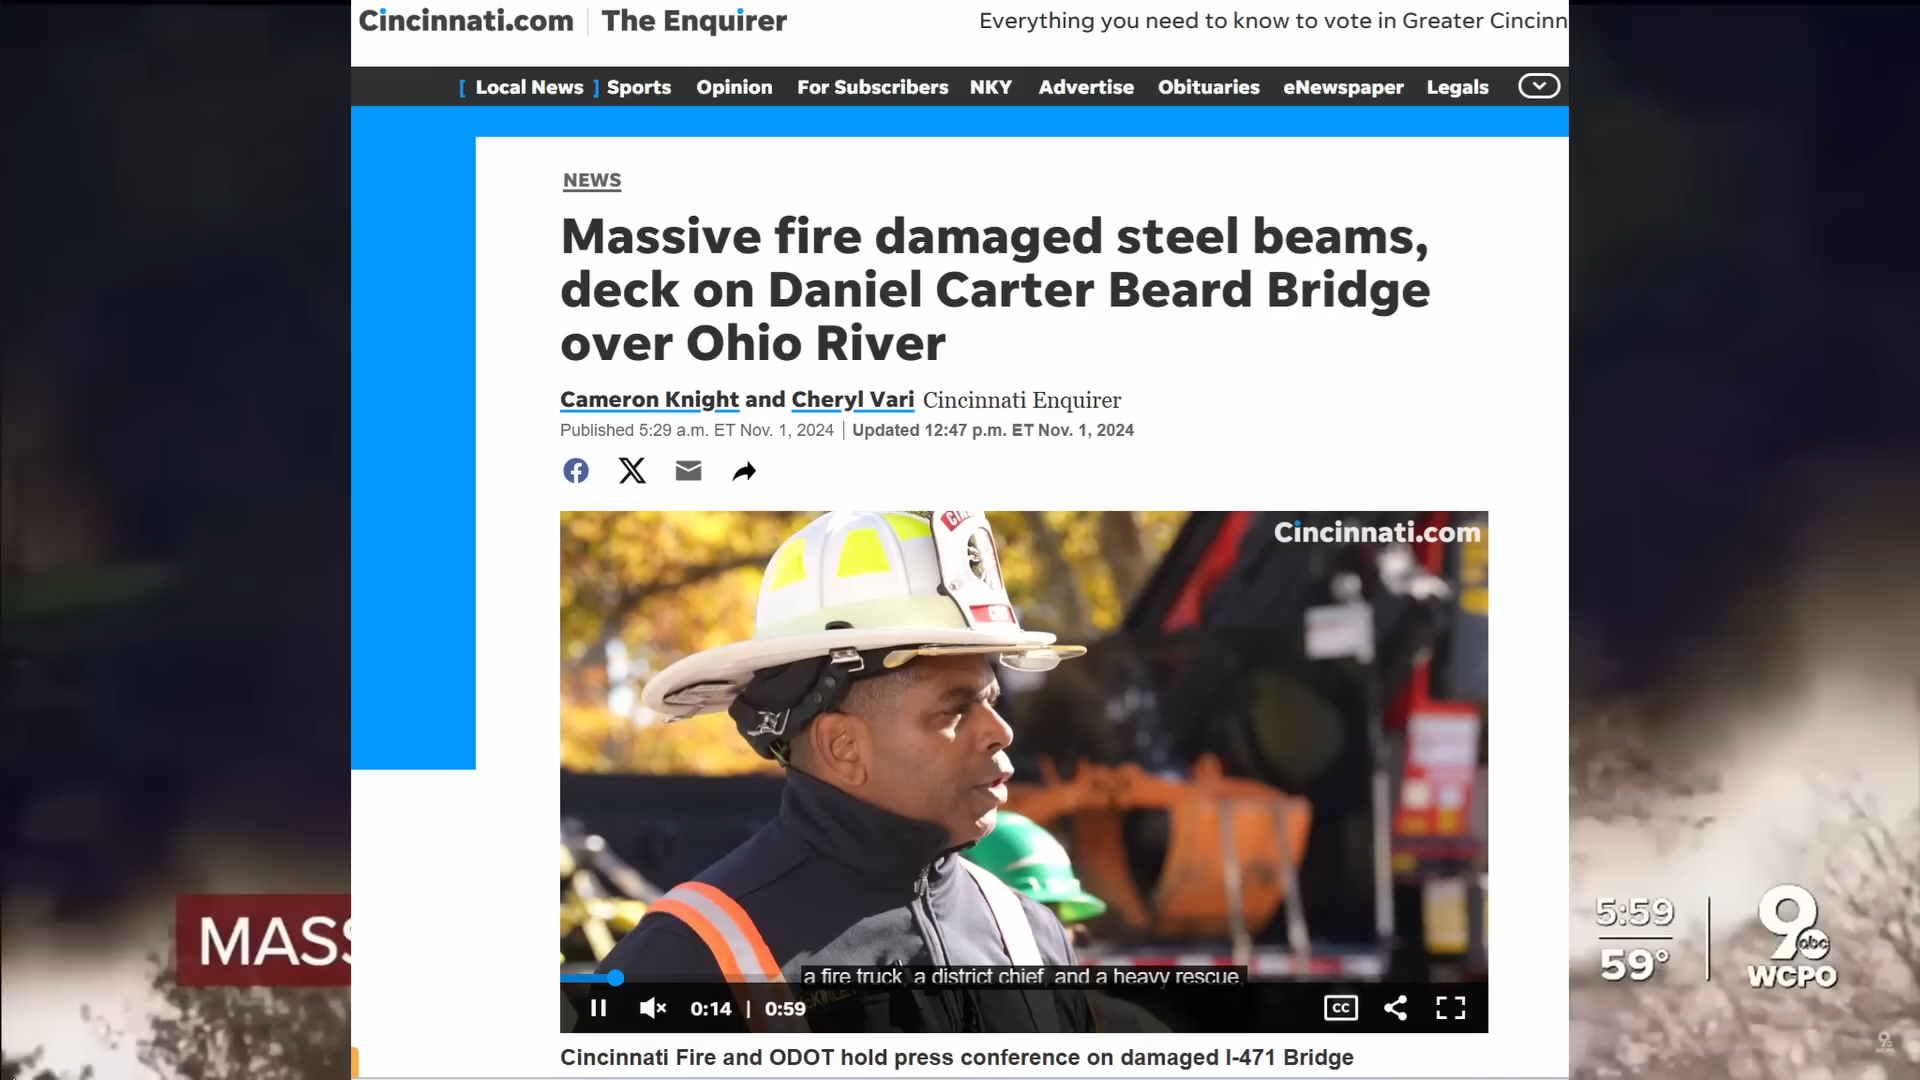 Cincinnati.com | The Enquirer
Everything you need to know to vote in Greater Cincinn
[ Local News ] Sports Opinion For Subscribers NKY Advertise Obituaries eNewspaper Legals
NEWS
Massive fire damaged steel beams,
deck on Daniel Carter Beard Bridge
over Ohio River
Cameron Knight and Cheryl Vari Cincinnati Enquirer
Published 5:29 a.m. ET Nov. 1, 2024 | Updated 12:47 p.m. ET Nov. 1, 2024
Cincinnati.com
MASS
5:59
59°
9
abc
WCPO
a fire truck, a district chief, and a heavy rescue,
0:14 | 0:59
CC
Cincinnati Fire and ODOT hold press conference on damaged I-471 Bridge